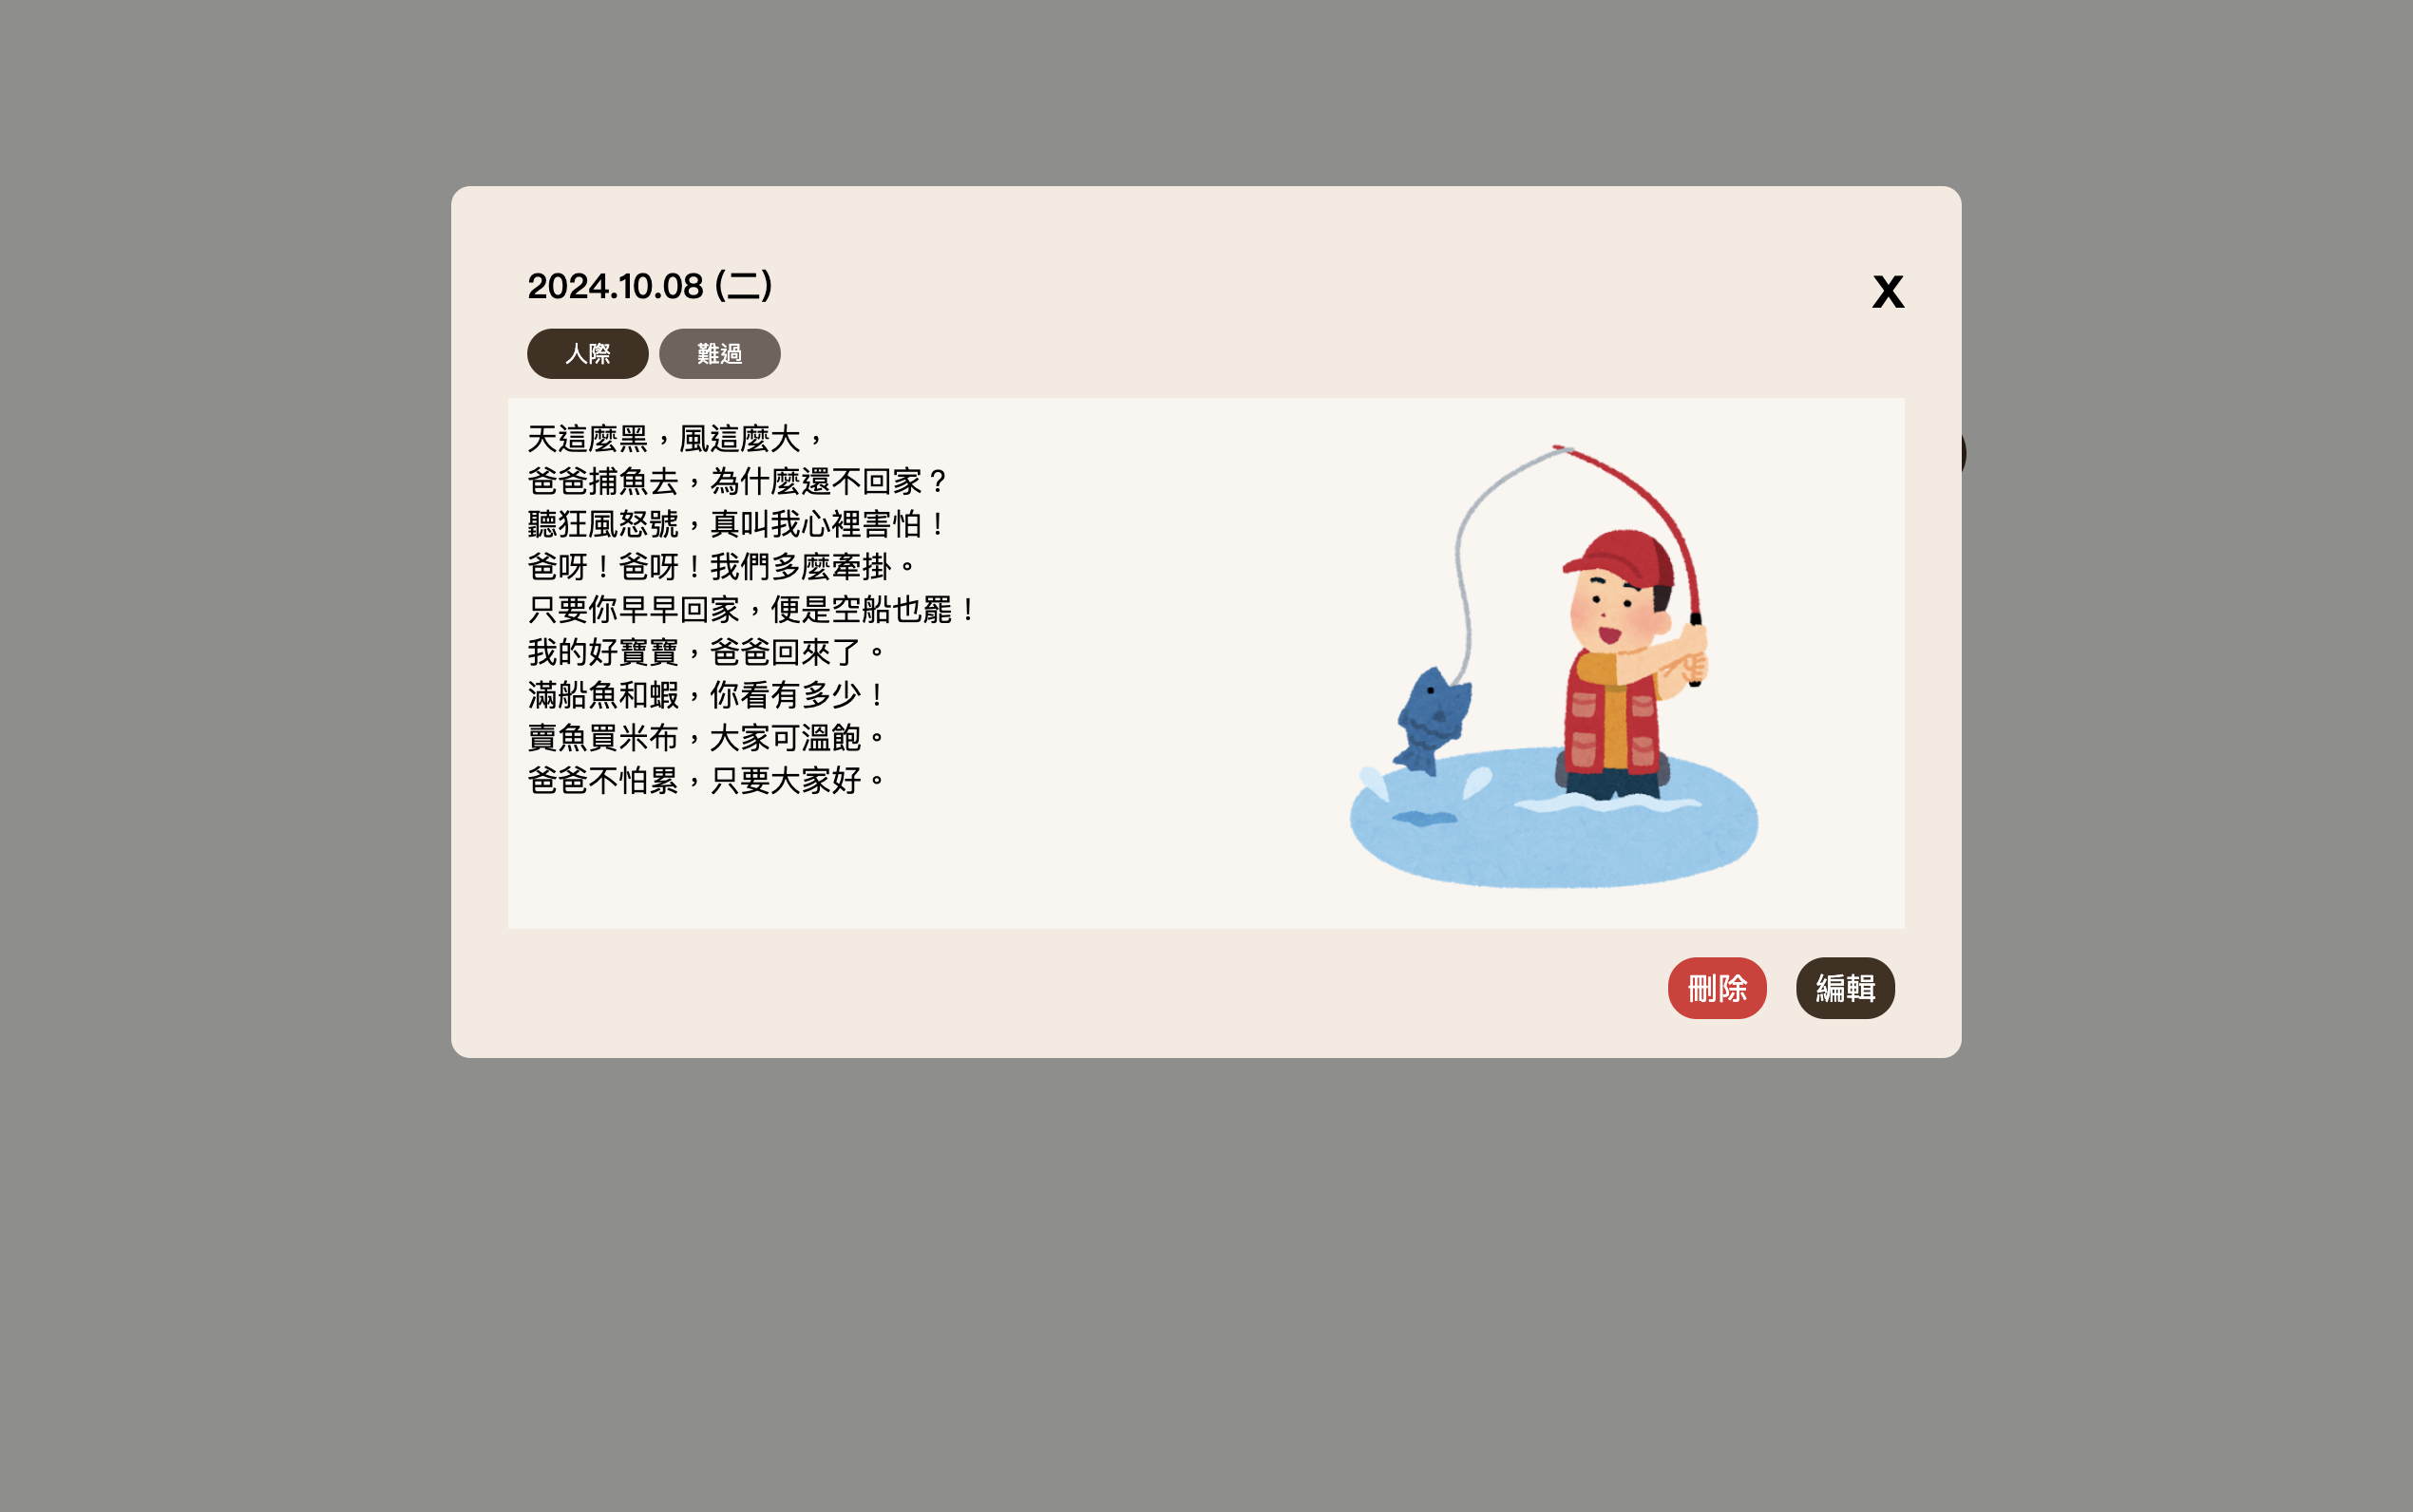 2024.10.08 (二)
X
人際
難過
天這麼黑，風這麼大，
爸爸捕魚去，為什麼還不回家？
聽狂風怒號，真叫我心裡害怕！
爸呀！爸呀！我們多麼牽掛。
只要你早早回家，便是空船也罷！
我的好寶寶，爸爸回來了。
滿船魚和蝦，你看有多少！
賣魚買米布，大家可溫飽。
爸爸不怕累，只要大家好。
刪除
編輯